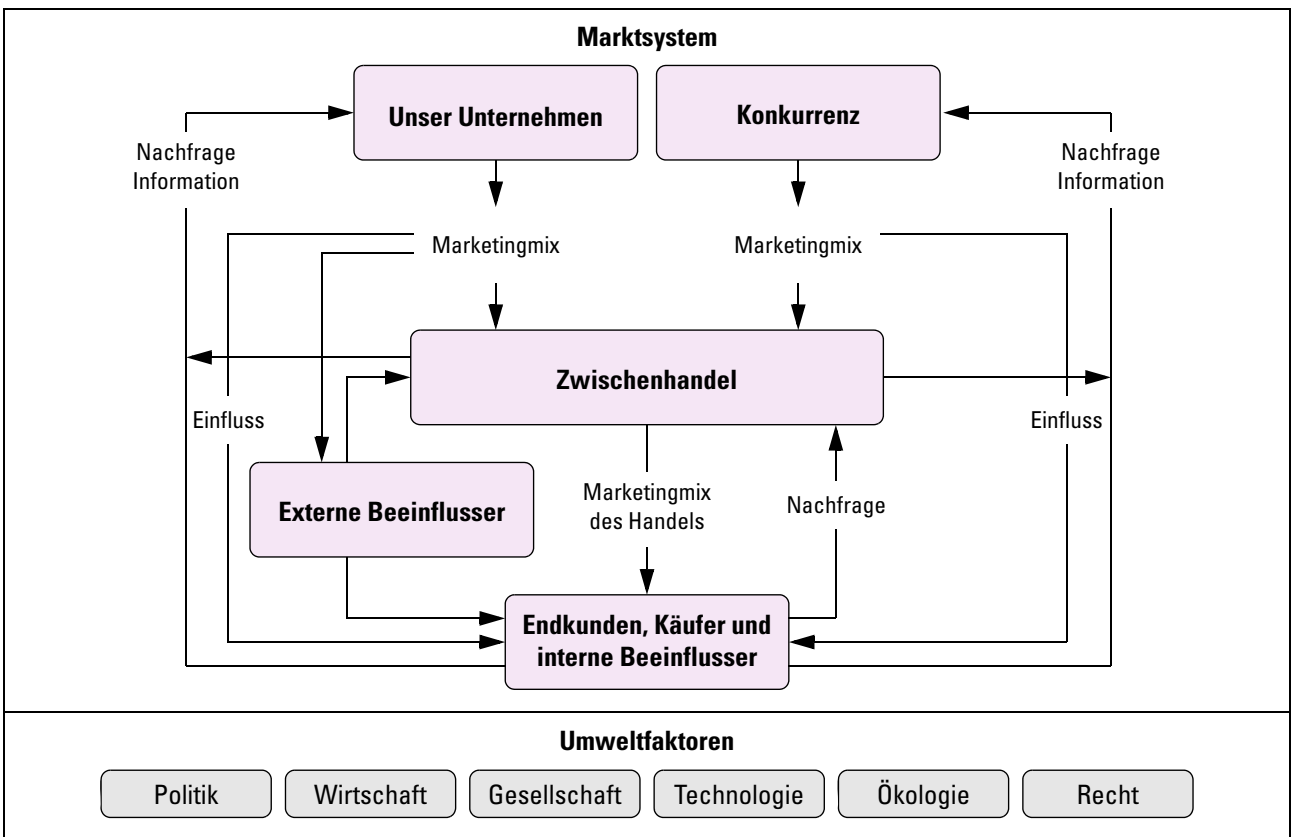 Marktsystem
Unser Unternehmen
Konkurrenz
Nachfrage
Information
Nachfrage
Information
Marketingmix
Marketingmix
Zwischenhandel
Einfluss
Einfluss
Externe Beeinflusser
Marketingmix
des Handels
Nachfrage
Endkunden, Käufer und
interne Beeinflusser
Umweltfaktoren
Politik
Wirtschaft
Gesellschaft
Technologie
Ökologie
Recht